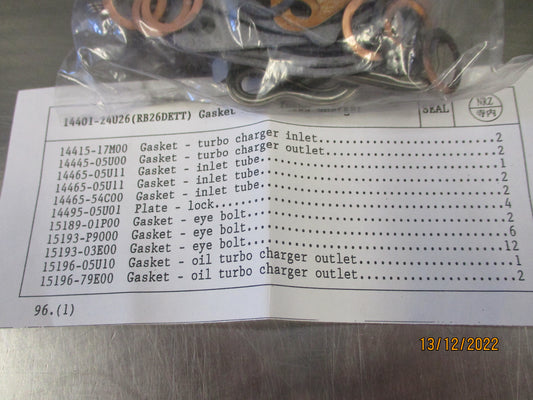 14401-24U26(RB26DETT) Gasket Charger SEAL NRZ
寺内
14415-17M00 Gasket - turbo charger inlet..........................2
14445-05U00 Gasket - turbo charger outlet.........................2
14465-05U11 Gasket - inlet tube...................................1
14465-05U11 Gasket - inlet tube...................................2
14465-54C00 Gasket - inlet tube...................................2
14495-05U01 Plate - lock..........................................4
15189-01P00 Gasket - eye bolt.....................................2
15193-P9000 Gasket - eye bolt.....................................6
15193-03E00 Gasket - eye bolt....................................12
15196-05U10 Gasket - oil turbo charger outlet.....................1
15196-79E00 Gasket - oil turbo charger outlet.....................2
96.(1)
13/12/2022